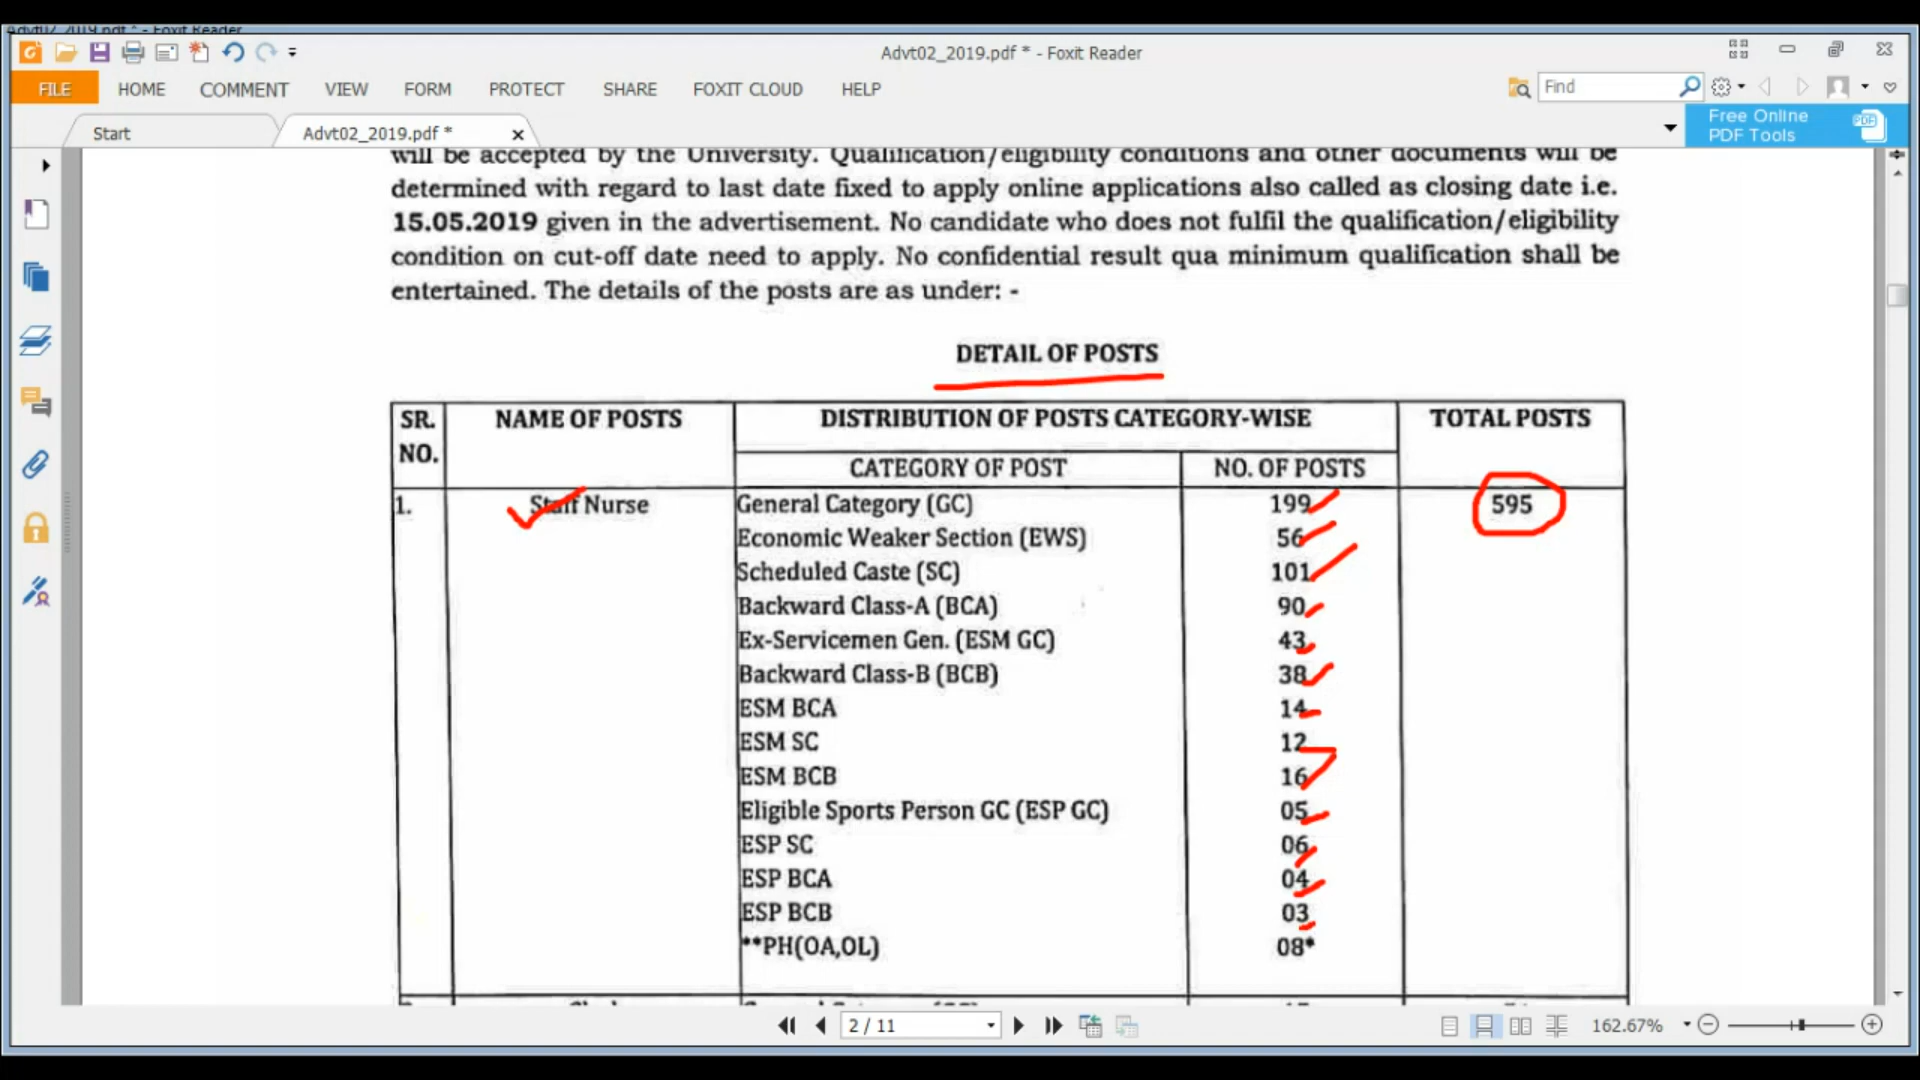 Advt02_2019.pdf * - Foxit Reader
Advt02_2019.pdf * - Foxit Reader
FILE HOME COMMENT VIEW FORM PROTECT SHARE FOXIT CLOUD HELP
Find
Start
Advt02_2019.pdf *
Free Online
PDF Tools
PDF
will be accepted by the University. Qualification/eligibility conditions and other documents will be
determined with regard to last date fixed to apply online applications also called as closing date i.e.
15.05.2019 given in the advertisement. No candidate who does not fulfil the qualification/eligibility
condition on cut-off date need to apply. No confidential result qua minimum qualification shall be
entertained. The details of the posts are as under: -
DETAIL OF POSTS
SR. NO. NAME OF POSTS DISTRIBUTION OF POSTS CATEGORY-WISE TOTAL POSTS
CATEGORY OF POST NO. OF POSTS
1. Staff Nurse General Category (GC) 199 595
Economic Weaker Section (EWS) 56
Scheduled Caste (SC) 101
Backward Class-A (BCA) 90
Ex-Servicemen Gen. (ESM GC) 43
Backward Class-B (BCB) 38
ESM BCA 14
ESM SC 12
ESM BCB 16
Eligible Sports Person GC (ESP GC) 05
ESP SC 06
ESP BCA 04
ESP BCB 03
**PH(OA,OL) 08*
2 / 11
162.67%